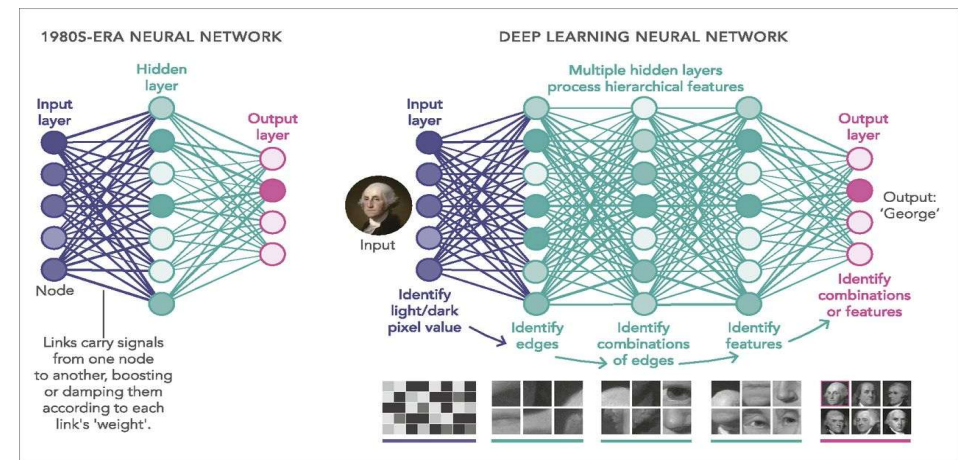 1980S-ERA NEURAL NETWORK
Hidden
layer
Input
layer
Output
layer
Node
Links carry signals
from one node
to another, boosting
or damping them
according to each
link's 'weight'.
DEEP LEARNING NEURAL NETWORK
Multiple hidden layers
process hierarchical features
Input
layer
Output
layer
Input
Output:
'George'
Identify
light/dark
pixel value
Identify
edges
Identify
combinations
of edges
Identify
features
Identify
combinations
or features